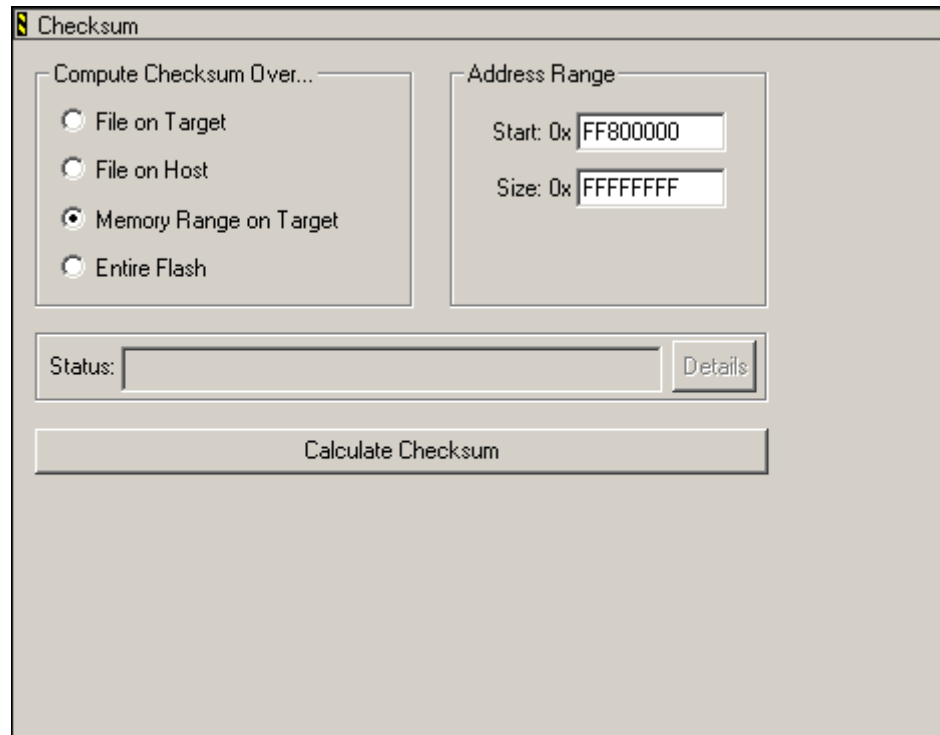 Checksum
Compute Checksum Over...
File on Target
File on Host
Memory Range on Target
Entire Flash
Address Range
Start: 0x FF800000
Size: 0x FFFFFFFF
Status:
Details
Calculate Checksum